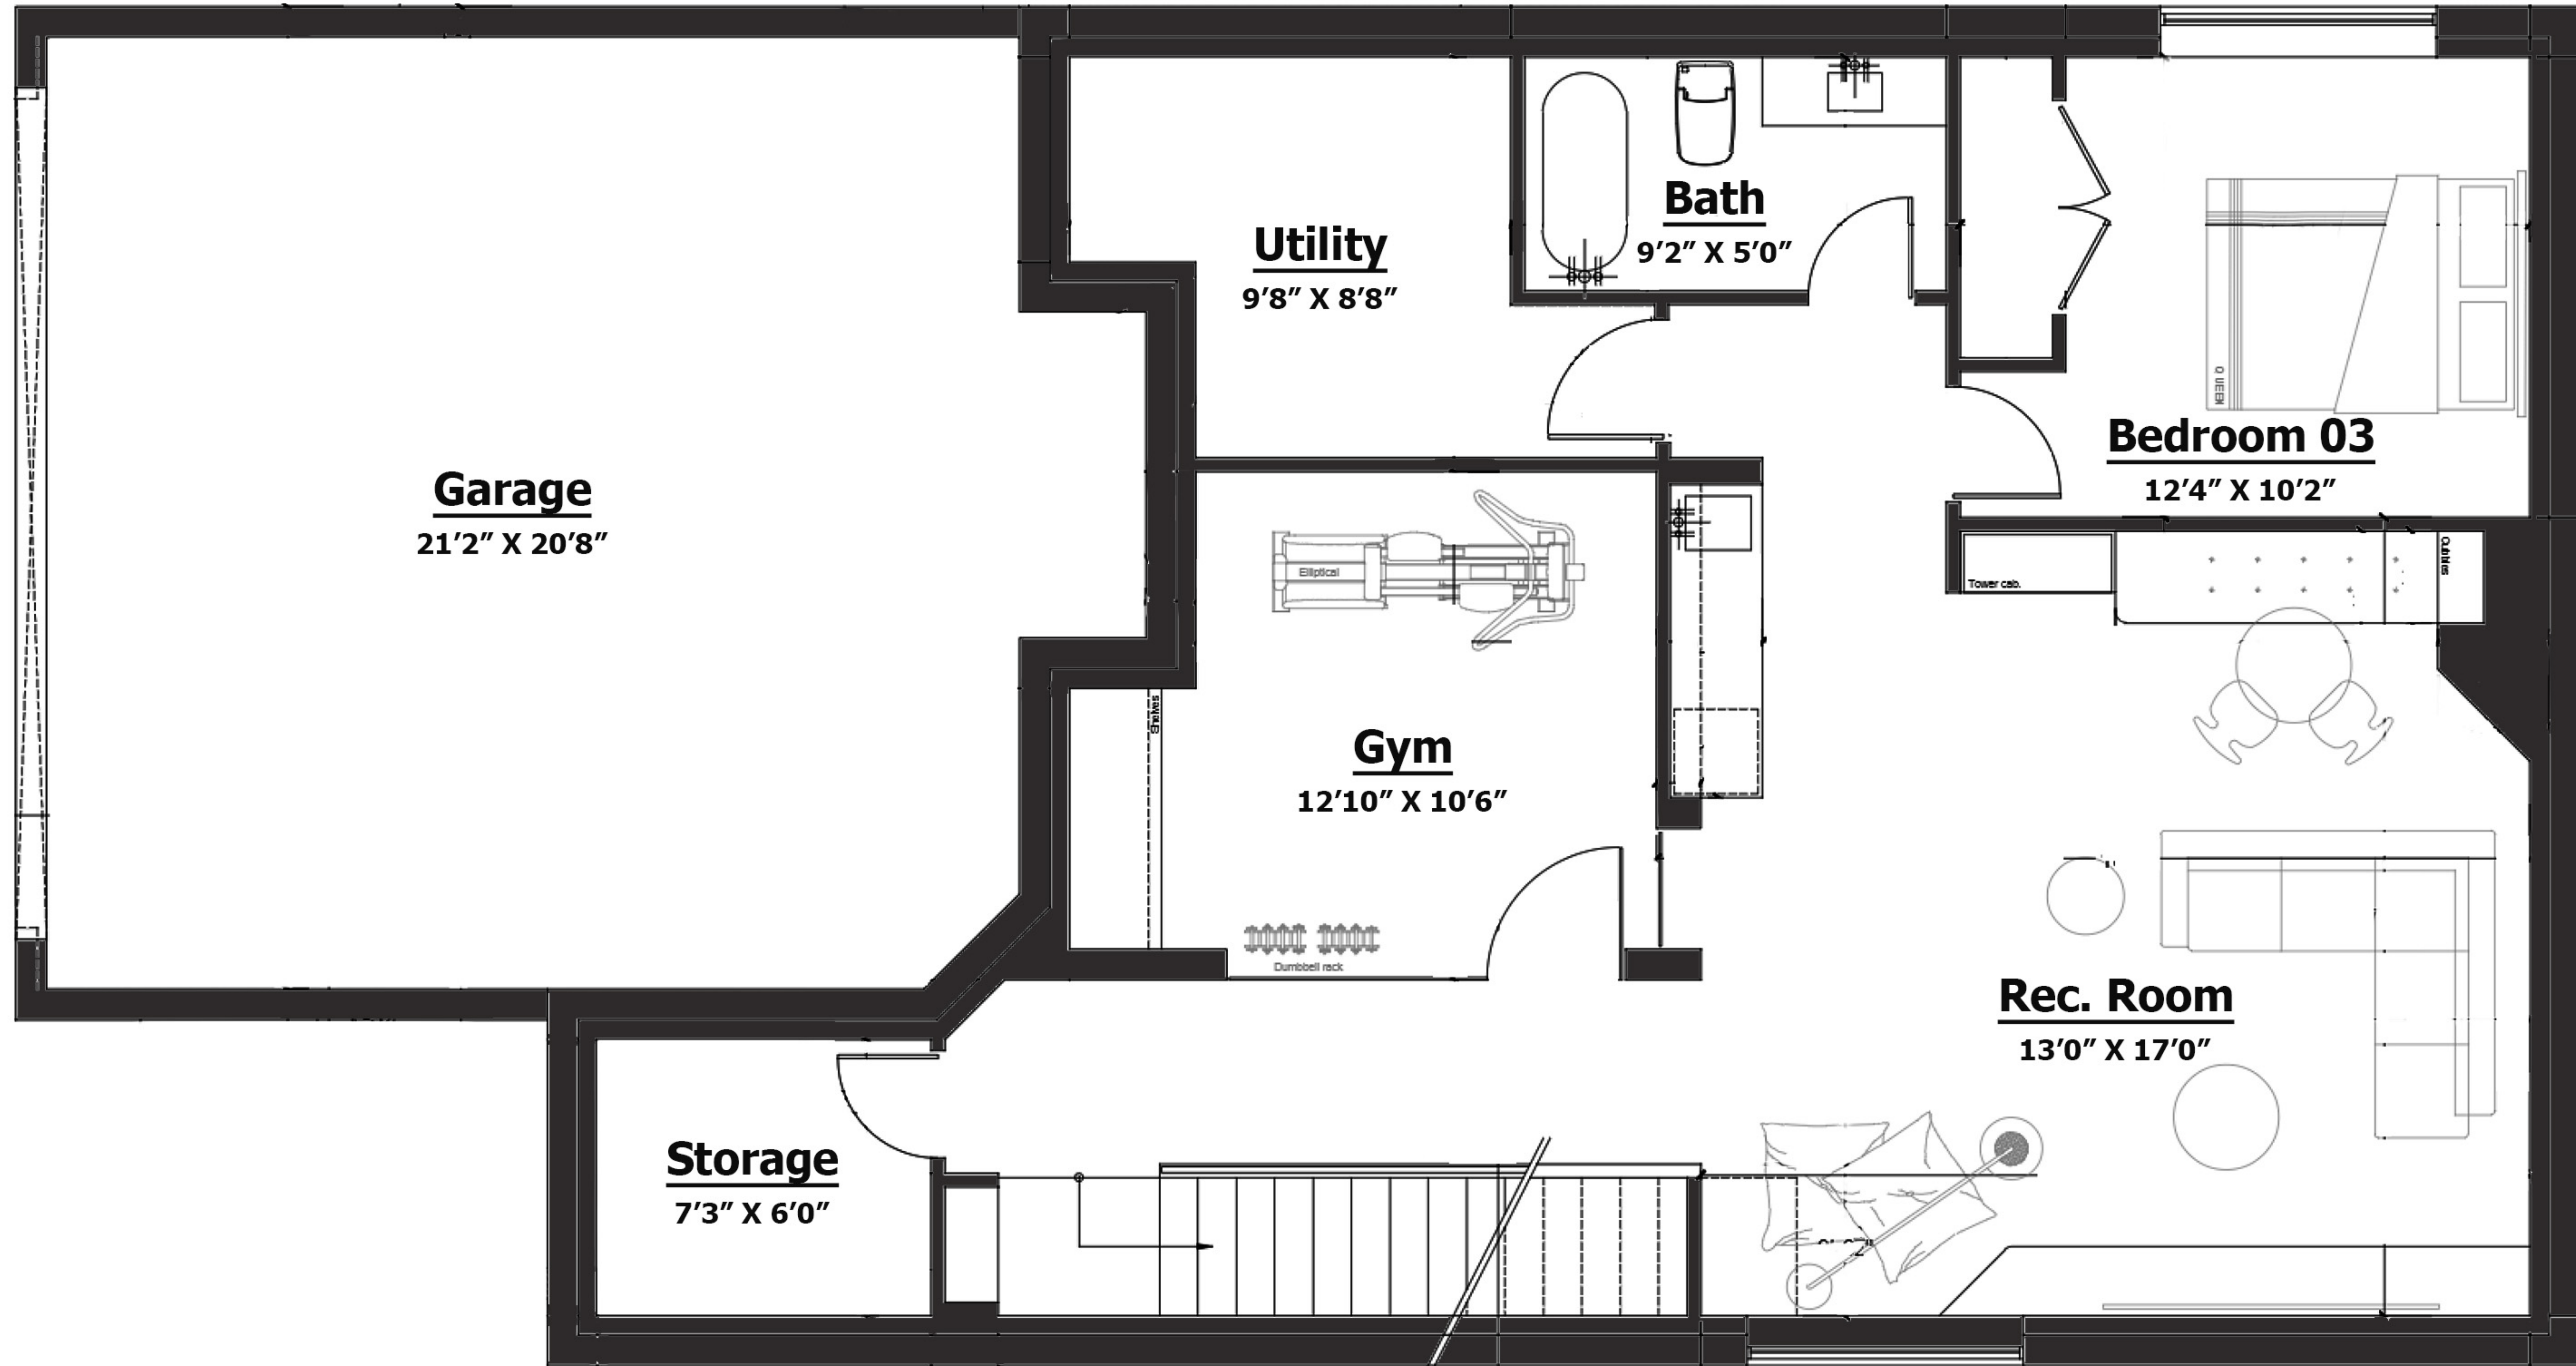 Utility
9'8" X 8'8"
Bath
9'2" X 5'0"
QUEEN
Bedroom 03
12'4" X 10'2"
Garage
21'2" X 20'8"
Elliptical
Tower cab.
Cubbies
Shelves
Gym
12'10" X 10'6"
Dumbbell rack
Rec. Room
13'0" X 17'0"
Storage
7'3" X 6'0"